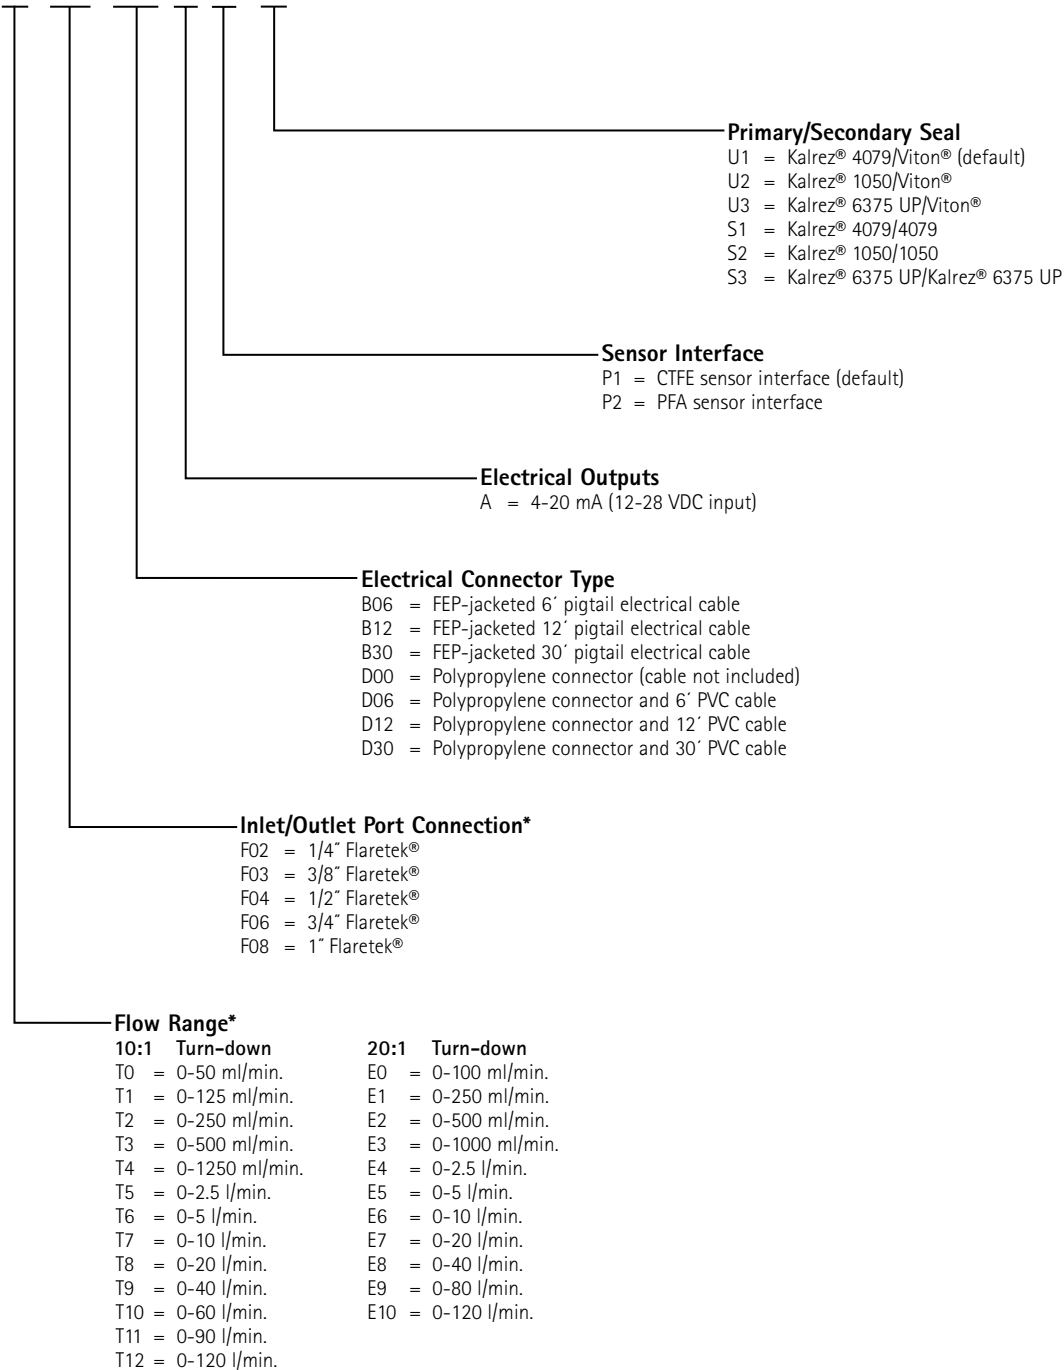 Primary/Secondary Seal
U1 = Kalrez® 4079/Viton® (default)
U2 = Kalrez® 1050/Viton®
U3 = Kalrez® 6375 UP/Viton®
S1 = Kalrez® 4079/4079
S2 = Kalrez® 1050/1050
S3 = Kalrez® 6375 UP/Kalrez® 6375 UP
Sensor Interface
P1 = CTFE sensor interface (default)
P2 = PFA sensor interface
Electrical Outputs
A = 4-20 mA (12-28 VDC input)
Electrical Connector Type
B06 = FEP-jacketed 6´ pigtail electrical cable
B12 = FEP-jacketed 12´ pigtail electrical cable
B30 = FEP-jacketed 30´ pigtail electrical cable
D00 = Polypropylene connector (cable not included)
D06 = Polypropylene connector and 6´ PVC cable
D12 = Polypropylene connector and 12´ PVC cable
D30 = Polypropylene connector and 30´ PVC cable
Inlet/Outlet Port Connection*
F02 = 1/4˝ Flaretek®
F03 = 3/8˝ Flaretek®
F04 = 1/2˝ Flaretek®
F06 = 3/4˝ Flaretek®
F08 = 1˝ Flaretek®
Flow Range*
10:1 Turn-down
T0 = 0-50 ml/min.
T1 = 0-125 ml/min.
T2 = 0-250 ml/min.
T3 = 0-500 ml/min.
T4 = 0-1250 ml/min.
T5 = 0-2.5 l/min.
T6 = 0-5 l/min.
T7 = 0-10 l/min.
T8 = 0-20 l/min.
T9 = 0-40 l/min.
T10 = 0-60 l/min.
T11 = 0-90 l/min.
T12 = 0-120 l/min.
20:1 Turn-down
E0 = 0-100 ml/min.
E1 = 0-250 ml/min.
E2 = 0-500 ml/min.
E3 = 0-1000 ml/min.
E4 = 0-2.5 l/min.
E5 = 0-5 l/min.
E6 = 0-10 l/min.
E7 = 0-20 l/min.
E8 = 0-40 l/min.
E9 = 0-80 l/min.
E10 = 0-120 l/min.